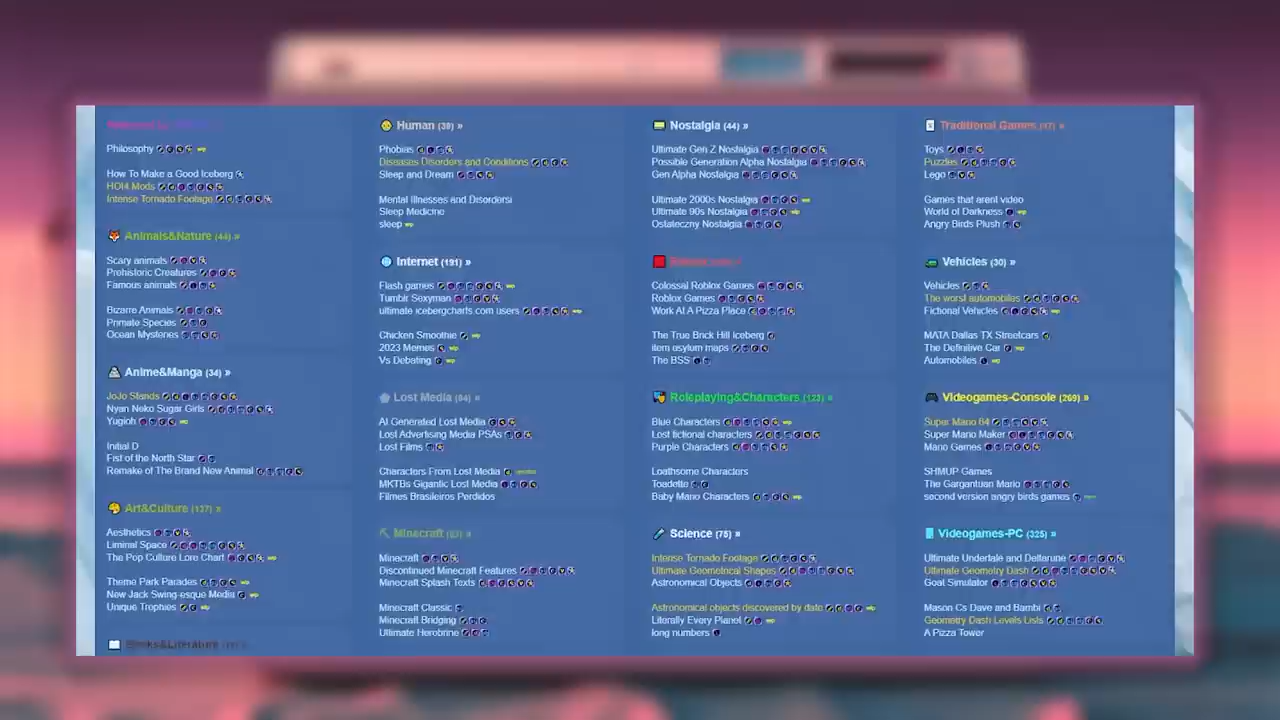 Philosophy
How To Make a Good Iceberg
HOI4 Mods
Intense Tornado Footage
Animals&Nature (44) »
Scary animals
Prehistoric Creatures
Famous animals
Bizarre Animals
Primate Species
Ocean Mysteries
Anime&Manga (34) »
JoJo Stands
Nyan Neko Sugar Girls
Yugioh
Initial D
Fist of the North Star
Remake of The Brand New Animal
Art&Culture (137) »
Aesthetics
Liminal Space
The Pop Culture Lore Chart
Theme Park Parades
New Jack Swing-esque Media
Unique Trophies
Books&Literature
Human (39) »
Phobias
Diseases Disorders and Conditions
Sleep and Dream
Mental Illnesses and Disordersi
Sleep Medicine
sleep
Internet (191) »
Flash games
Tumblr Sexyman
ultimate icebergcharts.com users
Chicken Smoothie
2023 Memes
Vs Debating
Lost Media (84) »
AI Generated Lost Media
Lost Advertising Media PSAs
Lost Films
Characters From Lost Media
MKTBs Gigantic Lost Media
Filmes Brasileiros Perdidos
Minecraft
Minecraft
Discontinued Minecraft Features
Minecraft Splash Texts
Minecraft Classic
Minecraft Bridging
Ultimate Herobrine
Nostalgia (44) »
Ultimate Gen Z Nostalgia
Possible Generation Alpha Nostalgia
Gen Alpha Nostalgia
Ultimate 2000s Nostalgia
Ultimate 90s Nostalgia
Ostateczny Nostalgia
Colossal Roblox Games
Roblox Games
Work At A Pizza Place
The True Brick Hill Iceberg
item asylum maps
The BSS
Roleplaying&Characters (123) »
Blue Characters
Lost fictional characters
Purple Characters
Loathsome Characters
Toadette
Baby Mario Characters
Science (75) »
Intense Tornado Footage
Ultimate Geometrical Shapes
Astronomical Objects
Astronomical objects discovered by date
Literally Every Planet
long numbers
Traditional Games
Toys
Puzzles
Lego
Games that arent video
World of Darkness
Angry Birds Plush
Vehicles (30) »
Vehicles
The worst automobiles
Fictional Vehicles
MATA Dallas TX Streetcars
The Definitive Car
Automobiles
Videogames-Console (269) »
Super Mario 64
Super Mario Maker
Mario Games
SHMUP Games
The Gargantuan Mario
second version angry birds games
Videogames-PC (325) »
Ultimate Undertale and Deltarune
Ultimate Geometry Dash
Goat Simulator
Mason Cs Dave and Bambi
Geometry Dash Levels Lists
A Pizza Tower